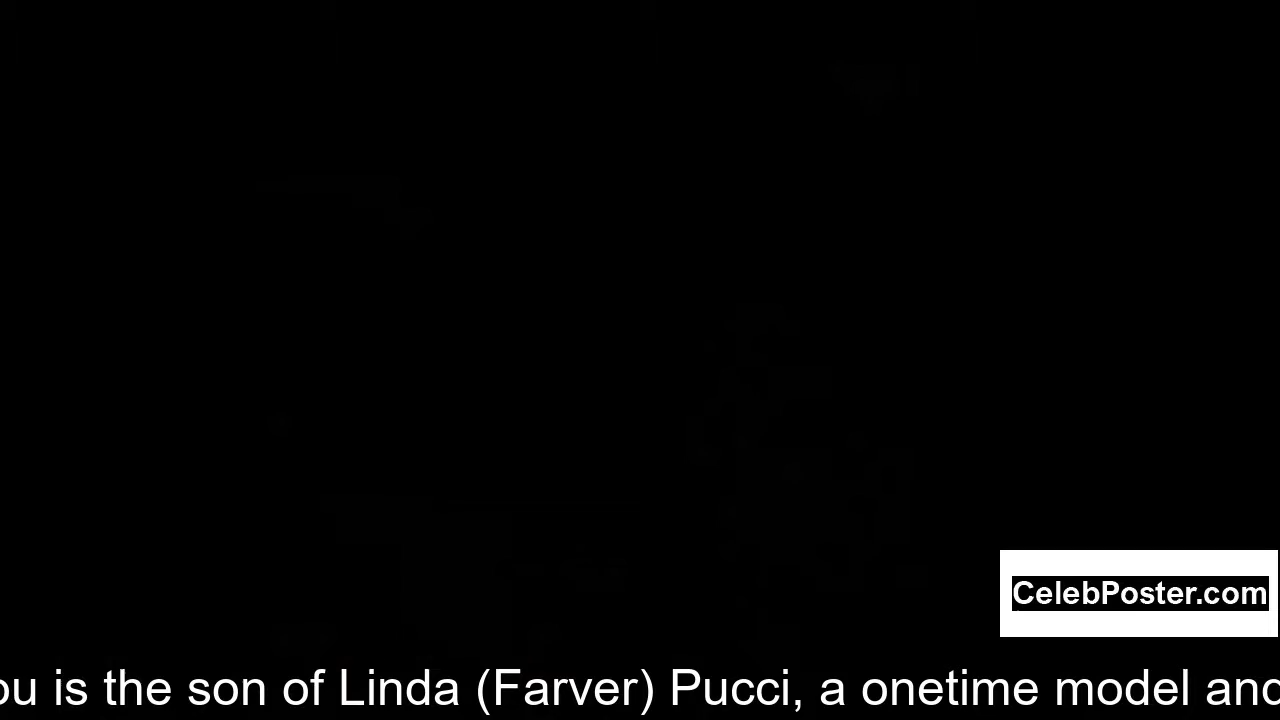 CelebPoster.com
ou is the son of Linda (Farver) Pucci, a onetime model and